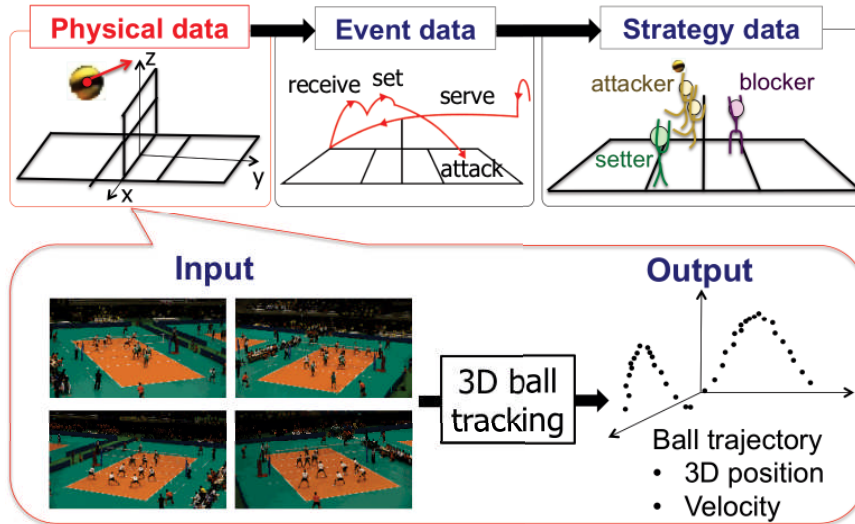 Physical data
Event data
Strategy data
z
y
x
receive
set
serve
attack
attacker
blocker
setter
Input
Output
3D ball
tracking
Ball trajectory
• 3D position
• Velocity